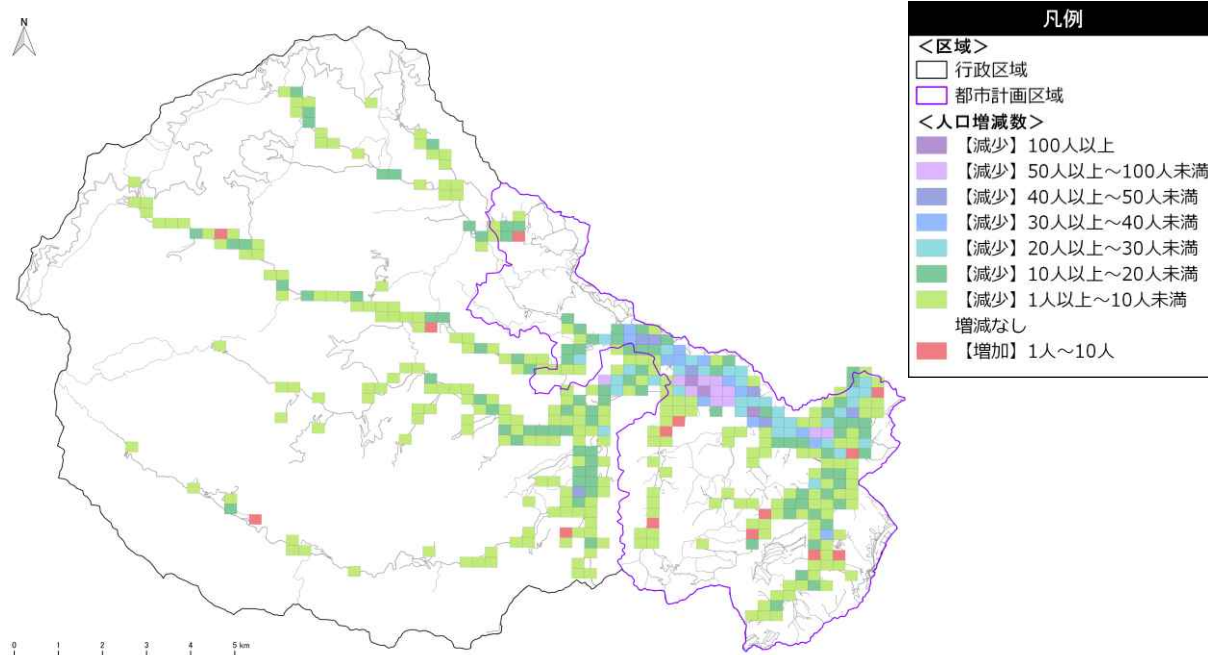 N
凡例
＜区域＞
行政区域
都市計画区域
＜人口増減数＞
【減少】100人以上
【減少】50人以上～100人未満
【減少】40人以上～50人未満
【減少】30人以上～40人未満
【減少】20人以上～30人未満
【減少】10人以上～20人未満
【減少】1人以上～10人未満
増減なし
【増加】1人～10人
0 1 2 3 4 5 km